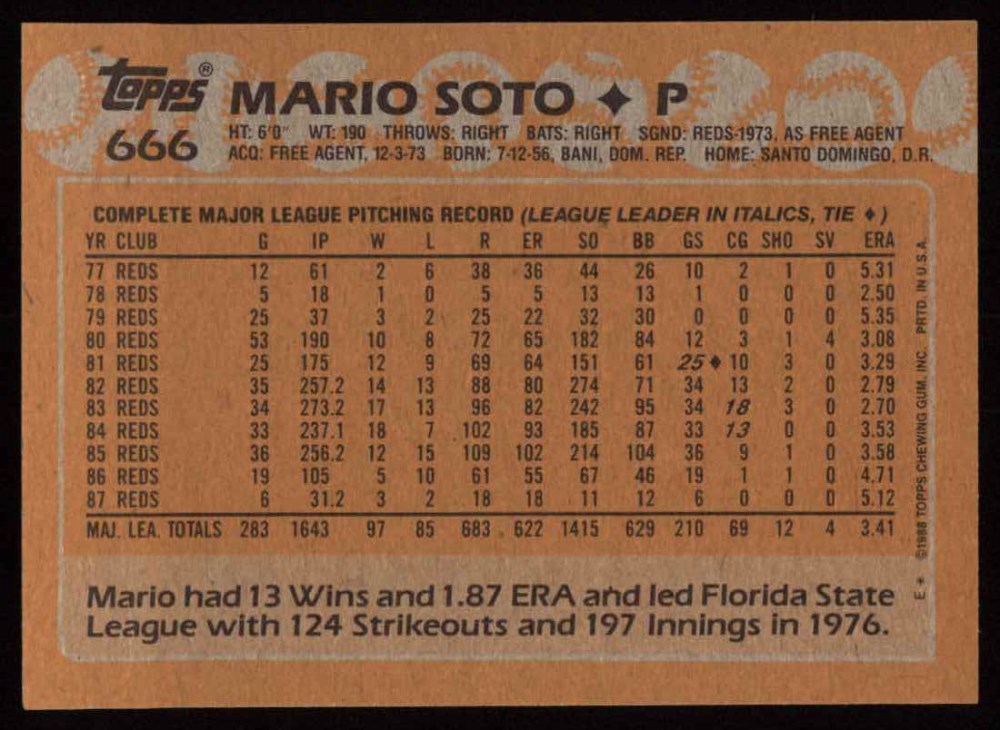 topps® MARIO SOTO ✦ P
666 HT: 6'0" WT: 190 THROWS: RIGHT BATS: RIGHT SGND: REDS-1973, AS FREE AGENT
ACQ: FREE AGENT, 12-3-73 BORN: 7-12-56, BANI, DOM. REP. HOME: SANTO DOMINGO, D.R.
COMPLETE MAJOR LEAGUE PITCHING RECORD (LEAGUE LEADER IN ITALICS, TIE ♦)
YR CLUB G IP W L R ER SO BB GS CG SHO SV ERA
77 REDS 12 61 2 6 38 36 44 26 10 2 1 0 5.31
78 REDS 5 18 1 0 5 5 13 13 1 0 0 0 2.50
79 REDS 25 37 3 2 25 22 32 30 0 0 0 0 5.35
80 REDS 53 190 10 8 72 65 182 84 12 3 1 4 3.08
81 REDS 25 175 12 9 69 64 151 61 25♦ 10 3 0 3.29
82 REDS 35 257.2 14 13 88 80 274 71 34 13 2 0 2.79
83 REDS 34 273.2 17 13 96 82 242 95 34 18 3 0 2.70
84 REDS 33 237.1 18 7 102 93 185 87 33 13 0 0 3.53
85 REDS 36 256.2 12 15 109 102 214 104 36 9 1 0 3.58
86 REDS 19 105 5 10 61 55 67 46 19 1 1 0 4.71
87 REDS 6 31.2 3 2 18 18 11 12 6 0 0 0 5.12
MAJ. LEA. TOTALS 283 1643 97 85 683 622 1415 629 210 69 12 4 3.41
Mario had 13 Wins and 1.87 ERA and led Florida State
League with 124 Strikeouts and 197 Innings in 1976.
E* ©1988 TOPPS CHEWING GUM, INC. PRTD. IN U.S.A.